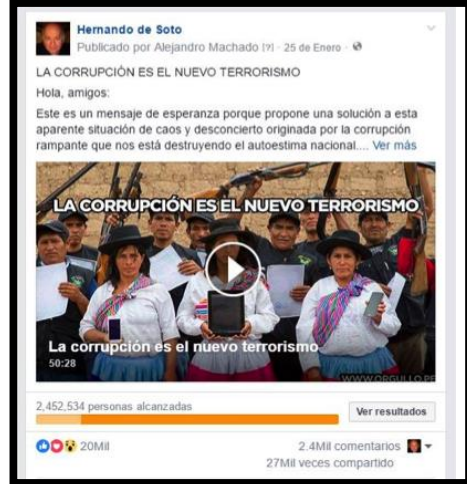 Hernando de Soto
Publicado por Alejandro Machado [?] · 25 de Enero ·
LA CORRUPCIÓN ES EL NUEVO TERRORISMO
Hola, amigos:
Este es un mensaje de esperanza porque propone una solución a esta
aparente situación de caos y desconcierto originada por la corrupción
rampante que nos está destruyendo el autoestima nacional.... Ver más
LA CORRUPCIÓN ES EL NUEVO TERRORISMO
La corrupción es el nuevo terrorismo
50:28
WWW.ORGULLO.PE
2,452,534 personas alcanzadas
Ver resultados
20Mil
2.4Mil comentarios
27Mil veces compartido